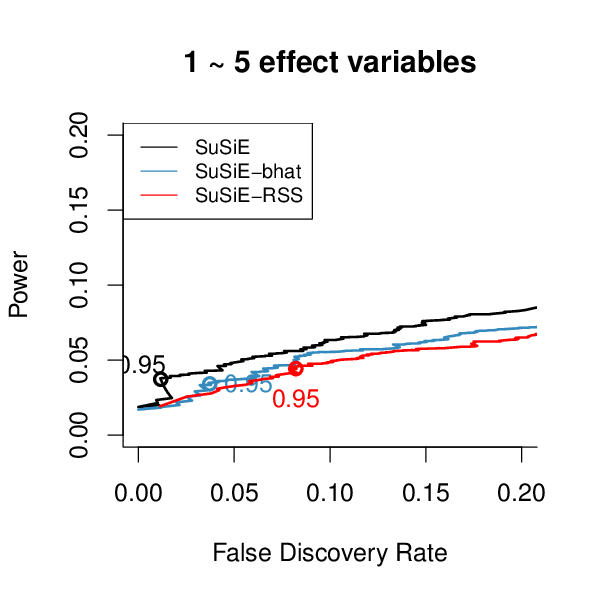 1 ~ 5 effect variables
SuSiE
SuSiE−bhat
SuSiE−RSS
Power
0.20
0.15
0.10
0.05
0.00
0.95
0.95
0.95
0.00 0.05 0.10 0.15 0.20
False Discovery Rate